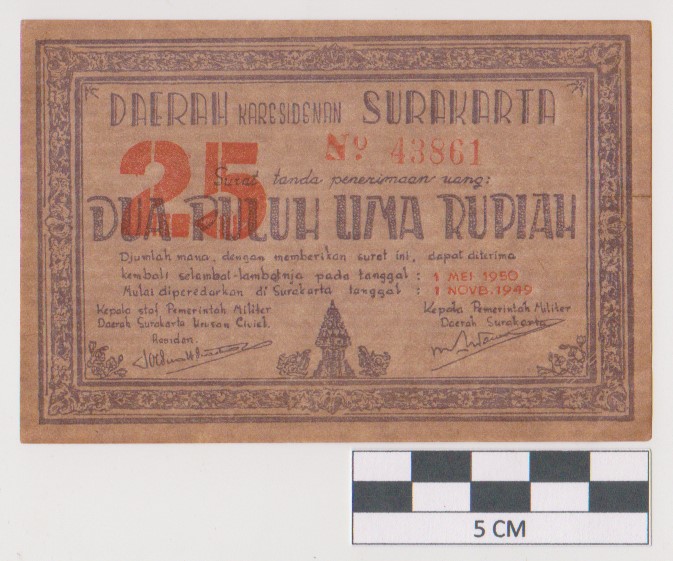 DAERAH KARESIDENAN SURAKARTA
25
No 43861
Surat tanda penerimaan uang:
DUA PULUH LIMA RUPIAH
Djumlah mana, dengan memberikan surat ini, dapat diterima
kembali selambat-lambatnja pada tanggal : 1 MEI 1950
Mulai diperedarkan di Surakarta tanggal : 1 NOVB. 1949
Kepala staf Pemerintah Militer
Daerah Surakarta Urusan Civiel.
Residen.
Kepala Pemerintah Militer
Daerah Surakarta
5 CM